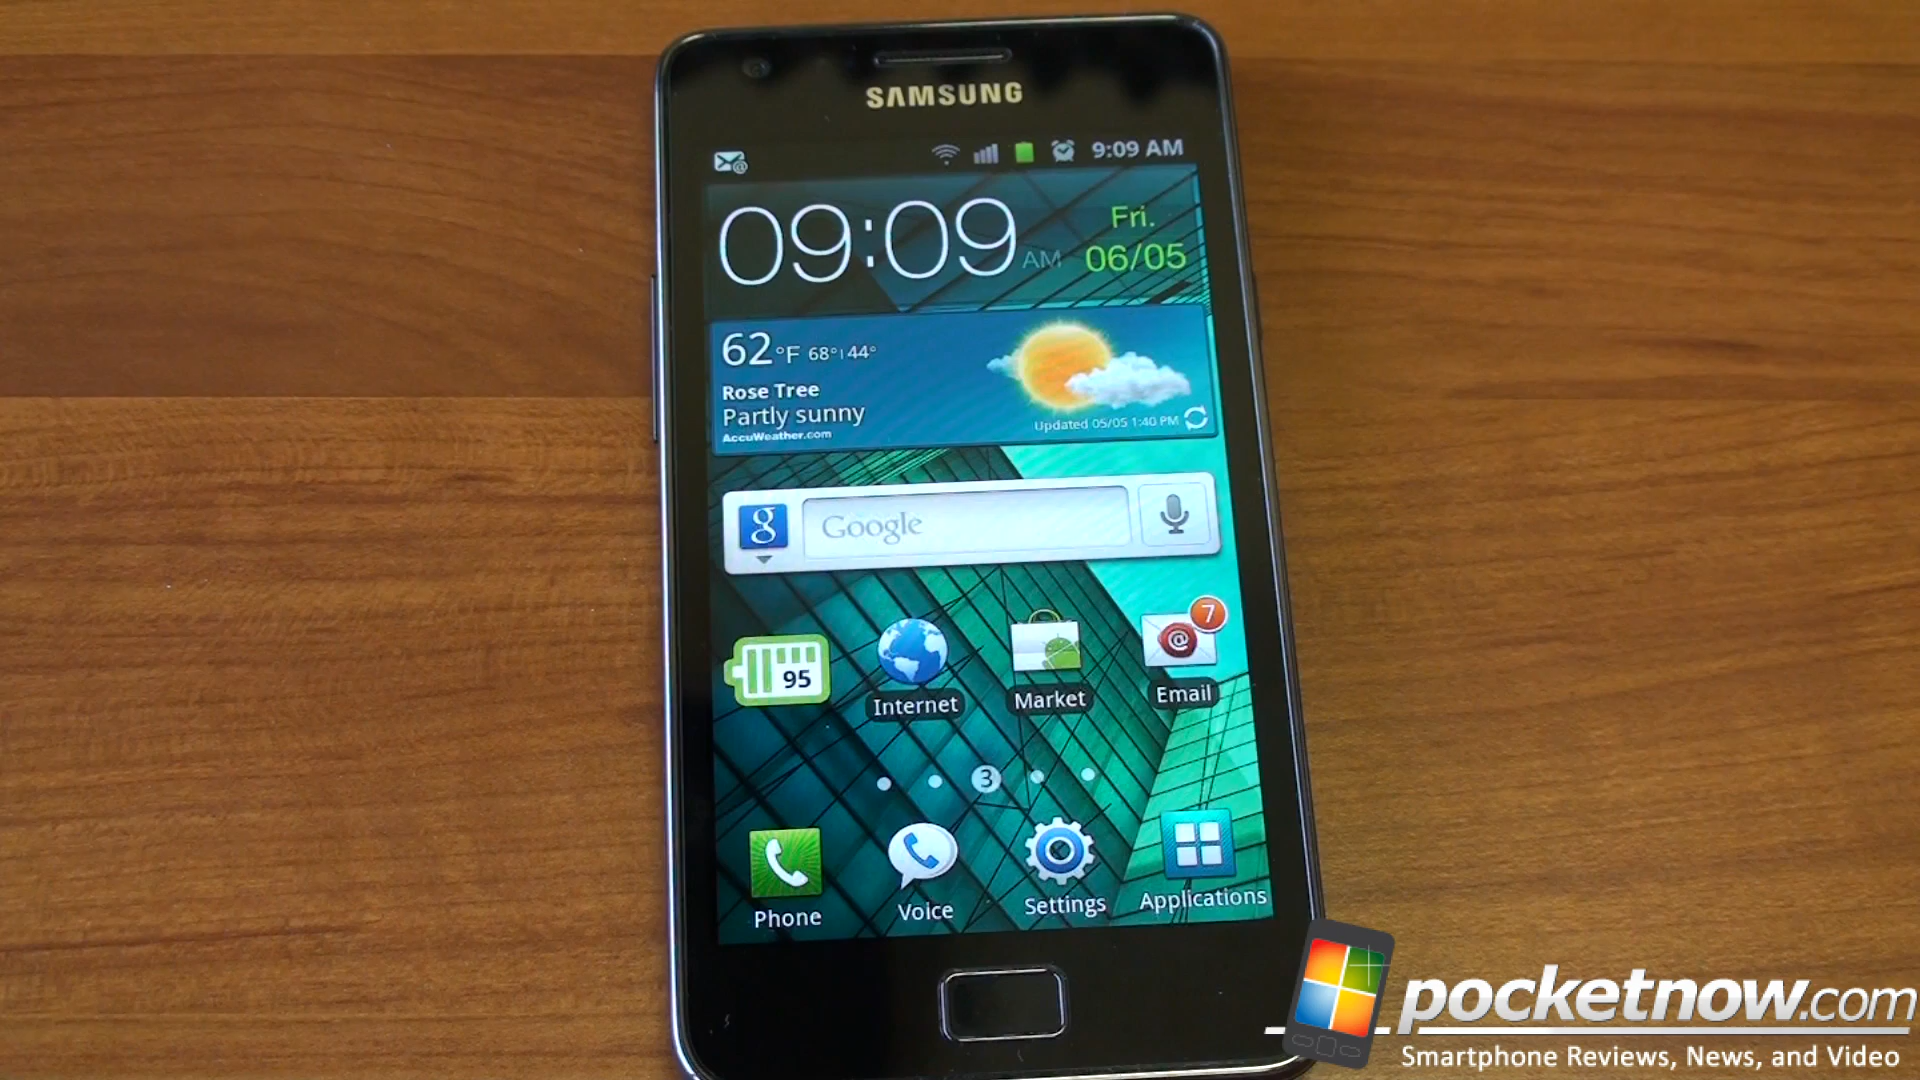 SAMSUNG
9:09 AM
09:09 AM
Fri.
06/05
62°F 68°|44°
Rose Tree
Partly sunny
AccuWeather.com
Updated 05/05 1:40 PM
g Google
95
7
Internet
Market
Email
3
Phone
Voice
Settings
Applications
pocketnow.com
Smartphone Reviews, News, and Video